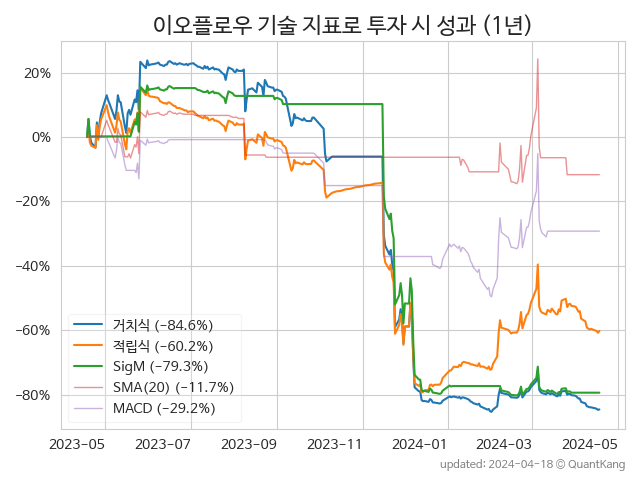 이오플로우 기술 지표로 투자 시 성과 (1년)
20%
0%
−20%
−40%
−60%
−80%
거치식 (−84.6%)
적립식 (−60.2%)
SigM (−79.3%)
SMA(20) (−11.7%)
MACD (−29.2%)
2023−05 2023−07 2023−09 2023−11 2024−01 2024−03 2024−05
updated: 2024−04−18 © QuantKang